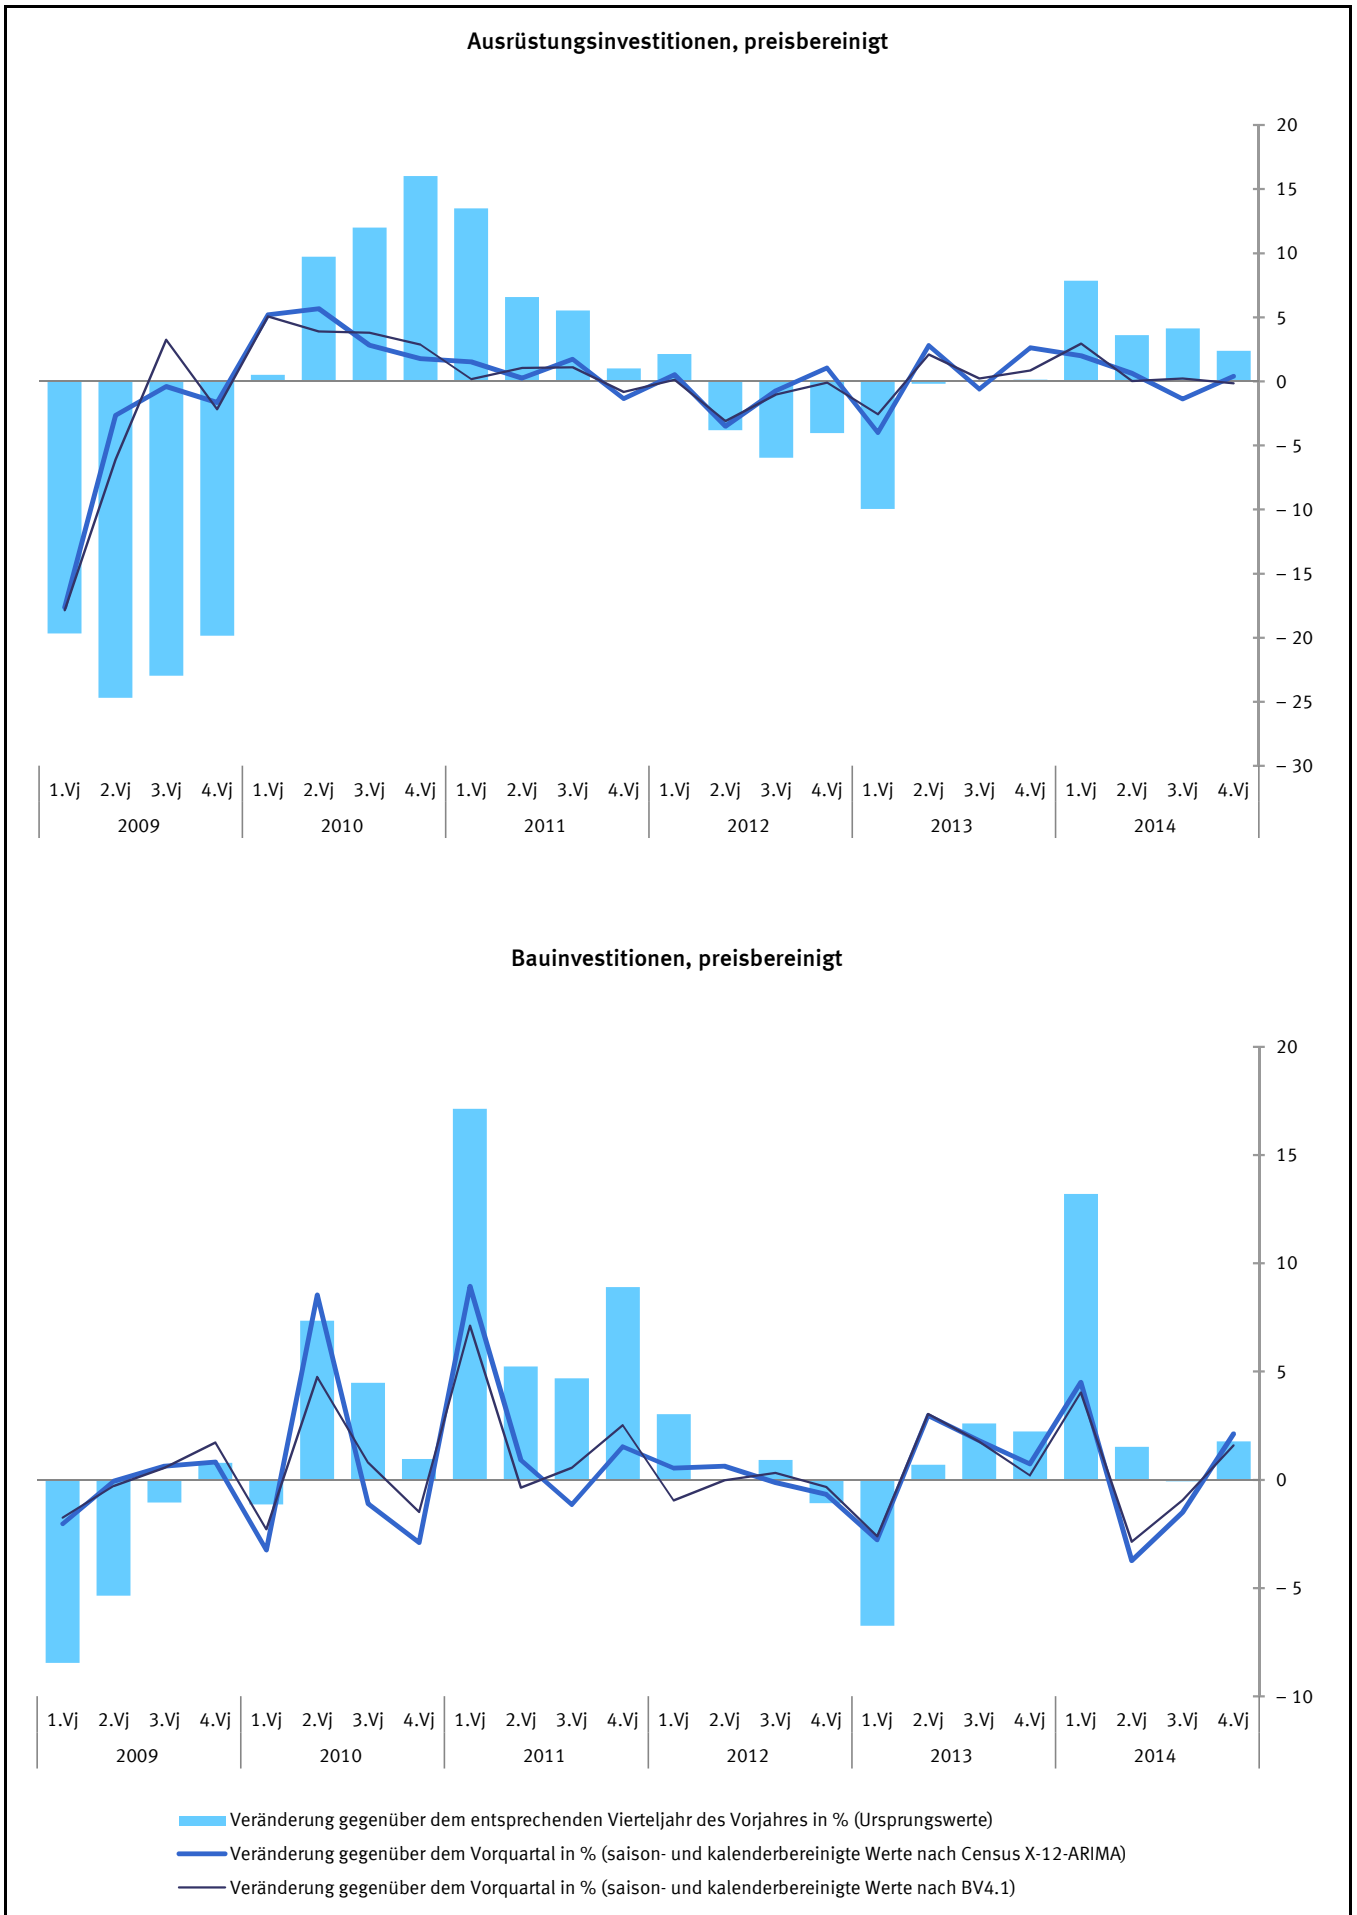 Ausrüstungsinvestitionen, preisbereinigt
20
15
10
5
0
– 5
– 10
– 15
– 20
– 25
– 30
1.Vj 2.Vj 3.Vj 4.Vj 1.Vj 2.Vj 3.Vj 4.Vj 1.Vj 2.Vj 3.Vj 4.Vj 1.Vj 2.Vj 3.Vj 4.Vj 1.Vj 2.Vj 3.Vj 4.Vj 1.Vj 2.Vj 3.Vj 4.Vj
2009 2010 2011 2012 2013 2014
Bauinvestitionen, preisbereinigt
20
15
10
5
0
– 5
– 10
1.Vj 2.Vj 3.Vj 4.Vj 1.Vj 2.Vj 3.Vj 4.Vj 1.Vj 2.Vj 3.Vj 4.Vj 1.Vj 2.Vj 3.Vj 4.Vj 1.Vj 2.Vj 3.Vj 4.Vj 1.Vj 2.Vj 3.Vj 4.Vj
2009 2010 2011 2012 2013 2014
Veränderung gegenüber dem entsprechenden Vierteljahr des Vorjahres in % (Ursprungswerte)
Veränderung gegenüber dem Vorquartal in % (saison- und kalenderbereinigte Werte nach Census X-12-ARIMA)
Veränderung gegenüber dem Vorquartal in % (saison- und kalenderbereinigte Werte nach BV4.1)